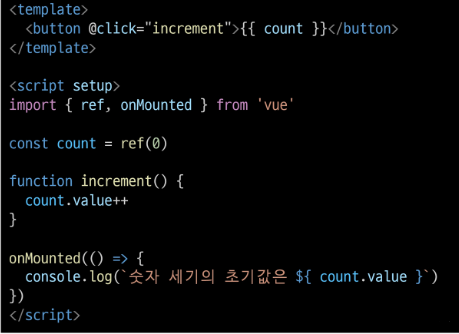 <template>
  <button @click="increment">{{ count }}</button>
</template>

<script setup>
import { ref, onMounted } from 'vue'

const count = ref(0)

function increment() {
  count.value++
}

onMounted(() => {
  console.log(`숫자 세기의 초기값은 ${ count.value }`)
})
</script>